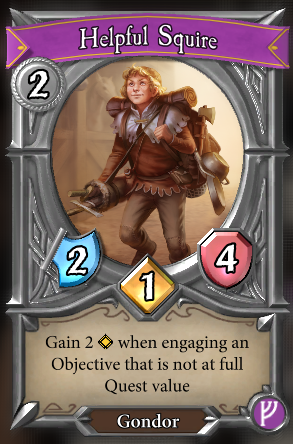 Helpful Squire
2
2
1
4
Gain 2 when engaging an
Objective that is not at full
Quest value
Gondor